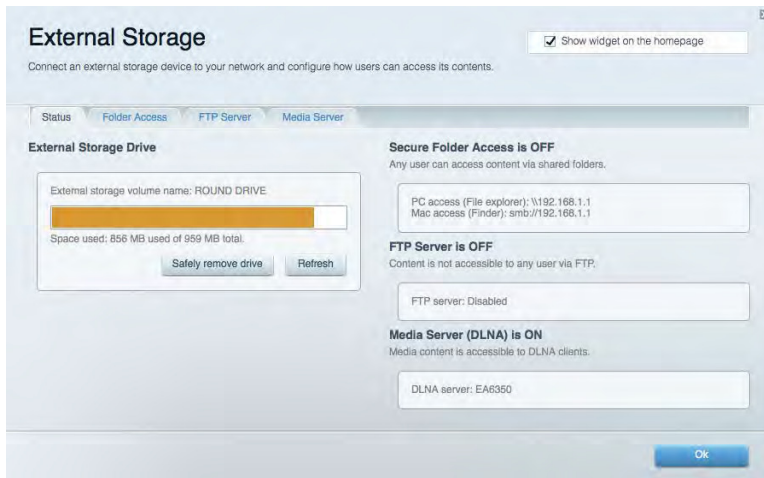 External Storage
Show widget on the homepage
Connect an external storage device to your network and configure how users can access its contents.
Status
Folder Access
FTP Server
Media Server
External Storage Drive
External storage volume name: ROUND DRIVE
Space used: 856 MB used of 959 MB total.
Safely remove drive
Refresh
Secure Folder Access is OFF
Any user can access content via shared folders.
PC access (File explorer): \\192.168.1.1
Mac access (Finder): smb://192.168.1.1
FTP Server is OFF
Content is not accessible to any user via FTP.
FTP server: Disabled
Media Server (DLNA) is ON
Media content is accessible to DLNA clients.
DLNA server: EA6350
Ok